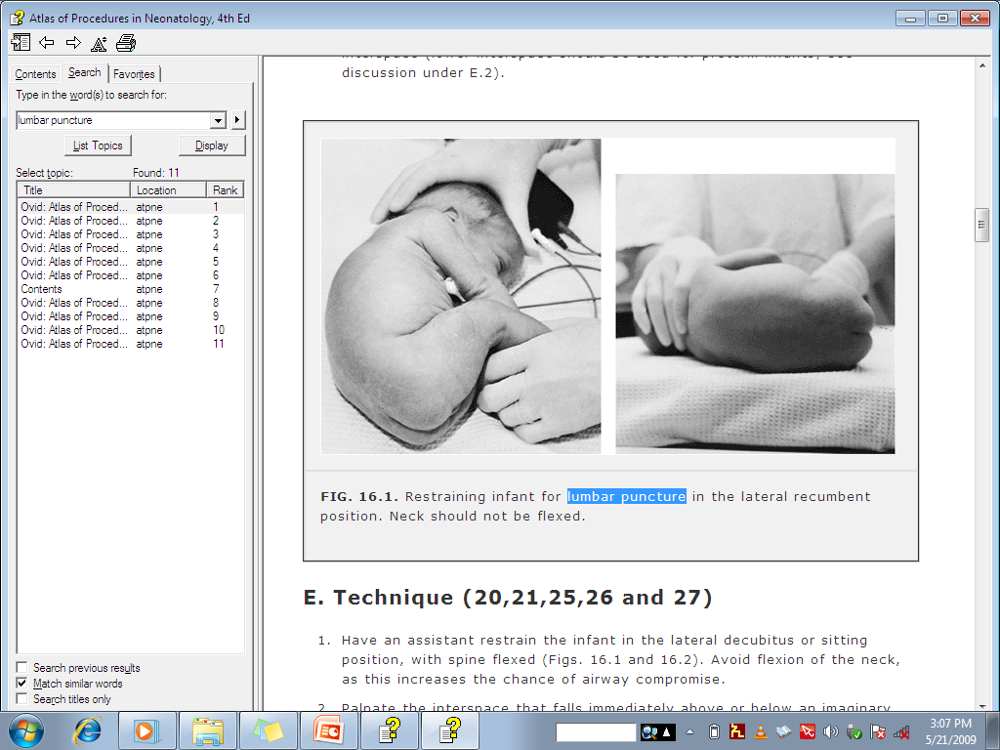 Atlas of Procedures in Neonatology, 4th Ed
Contents Search Favorites
Type in the word(s) to search for:
lumbar puncture
List Topics Display
Select topic: Found: 11
Title Location Rank
Ovid: Atlas of Proced... atpne 1
Ovid: Atlas of Proced... atpne 2
Ovid: Atlas of Proced... atpne 3
Ovid: Atlas of Proced... atpne 4
Ovid: Atlas of Proced... atpne 5
Ovid: Atlas of Proced... atpne 6
Contents atpne 7
Ovid: Atlas of Proced... atpne 8
Ovid: Atlas of Proced... atpne 9
Ovid: Atlas of Proced... atpne 10
Ovid: Atlas of Proced... atpne 11
Search previous results
Match similar words
Search titles only
discussion under E.2).
FIG. 16.1. Restraining infant for lumbar puncture in the lateral recumbent
position. Neck should not be flexed.
E. Technique (20,21,25,26 and 27)
1. Have an assistant restrain the infant in the lateral decubitus or sitting
position, with spine flexed (Figs. 16.1 and 16.2). Avoid flexion of the neck,
as this increases the chance of airway compromise.
2. Palpate the interspace that falls immediately above or below an imaginary
3:07 PM
5/21/2009